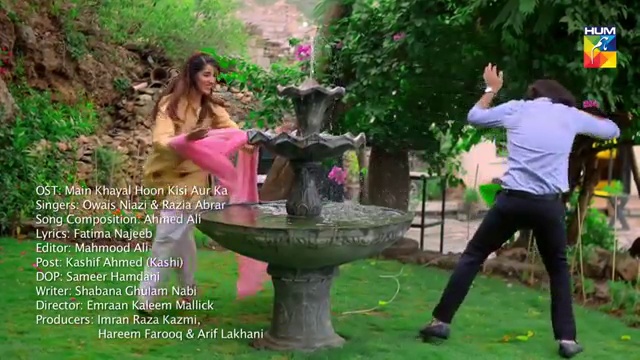 HUM
OST: Main Khayal Hoon Kisi Aur Ka
Singers: Owais Niazi & Razia Abrar
Song Composition: Ahmed Ali
Lyrics: Fatima Najeeb
Editor: Mahmood Ali
Post: Kashif Ahmed (Kashi)
DOP: Sameer Hamdani
Writer: Shabana Ghulam Nabi
Director: Emraan Kaleem Mallick
Producers: Imran Raza Kazmi,
Hareem Farooq & Arif Lakhani